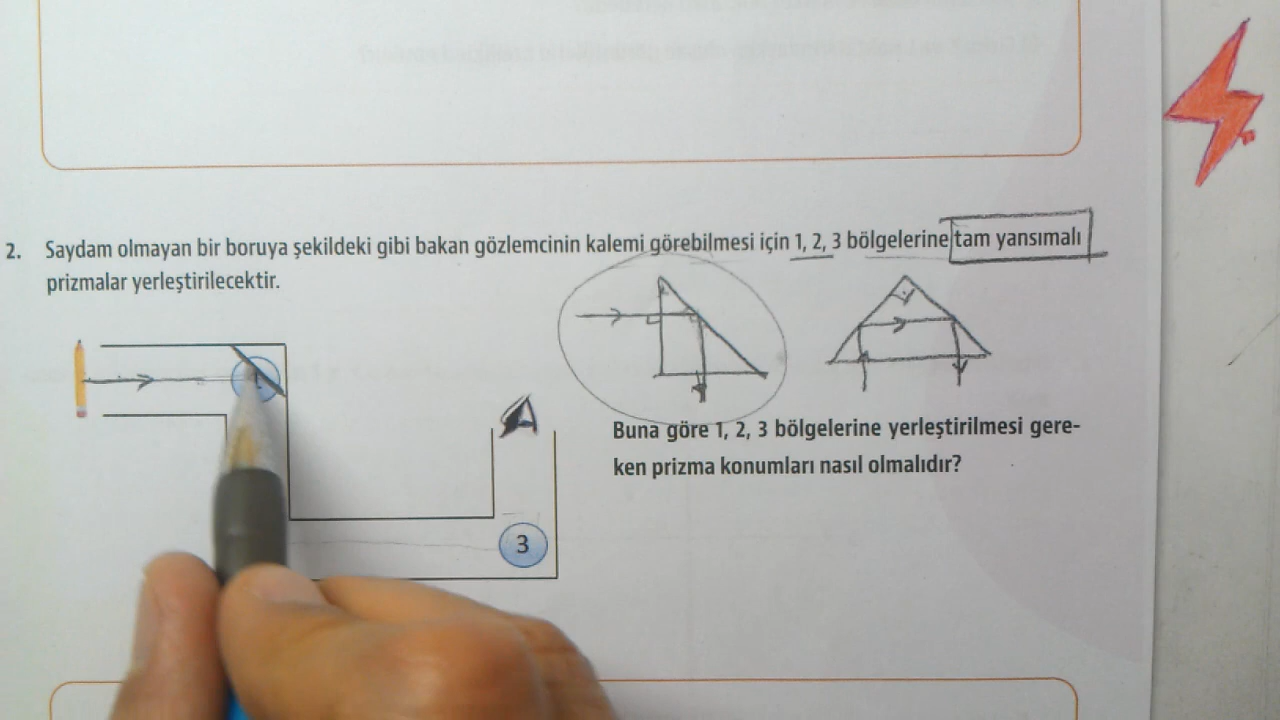 2. Saydam olmayan bir boruya şekildeki gibi bakan gözlemcinin kalemi görebilmesi için 1, 2, 3 bölgelerine tam yansımalı
prizmalar yerleştirilecektir.
3
Buna göre 1, 2, 3 bölgelerine yerleştirilmesi gere-
ken prizma konumları nasıl olmalıdır?